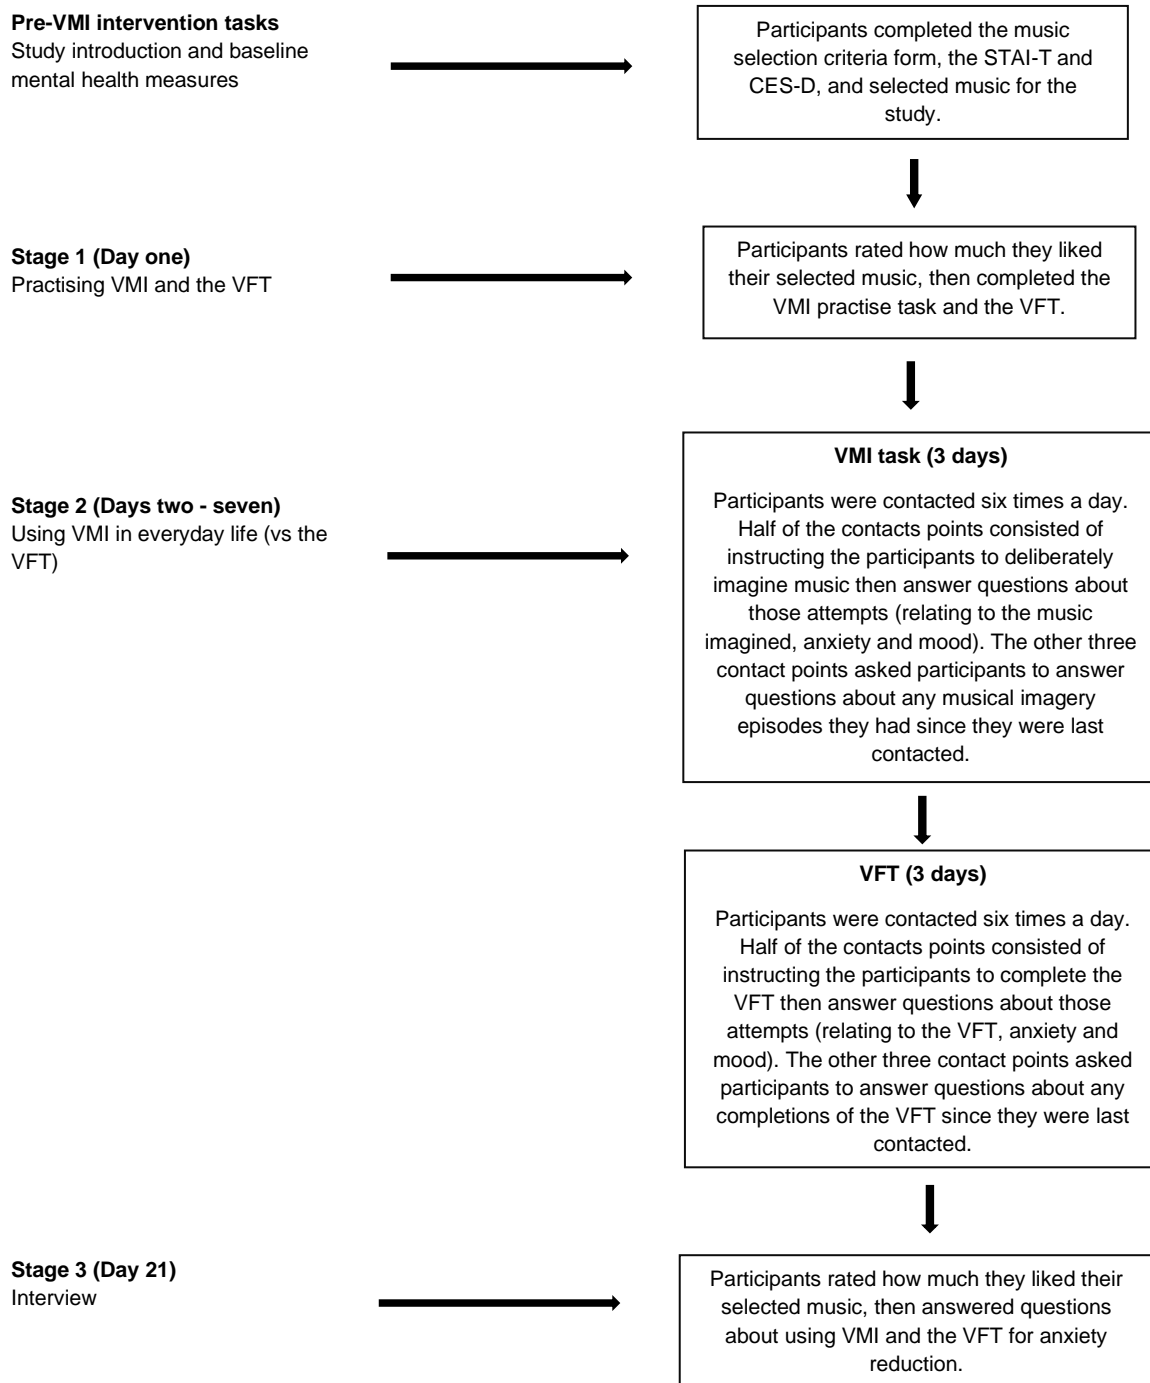 Pre-VMI intervention tasks
Study introduction and baseline
mental health measures
Participants completed the music
selection criteria form, the STAI-T and
CES-D, and selected music for the
study.
Stage 1 (Day one)
Practising VMI and the VFT
Participants rated how much they liked
their selected music, then completed the
VMI practise task and the VFT.
Stage 2 (Days two - seven)
Using VMI in everyday life (vs the
VFT)
VMI task (3 days)
Participants were contacted six times a day.
Half of the contacts points consisted of
instructing the participants to deliberately
imagine music then answer questions about
those attempts (relating to the music
imagined, anxiety and mood). The other three
contact points asked participants to answer
questions about any musical imagery
episodes they had since they were last
contacted.
VFT (3 days)
Participants were contacted six times a day.
Half of the contacts points consisted of
instructing the participants to complete the
VFT then answer questions about those
attempts (relating to the VFT, anxiety and
mood). The other three contact points asked
participants to answer questions about any
completions of the VFT since they were last
contacted.
Stage 3 (Day 21)
Interview
Participants rated how much they liked their
selected music, then answered questions
about using VMI and the VFT for anxiety
reduction.